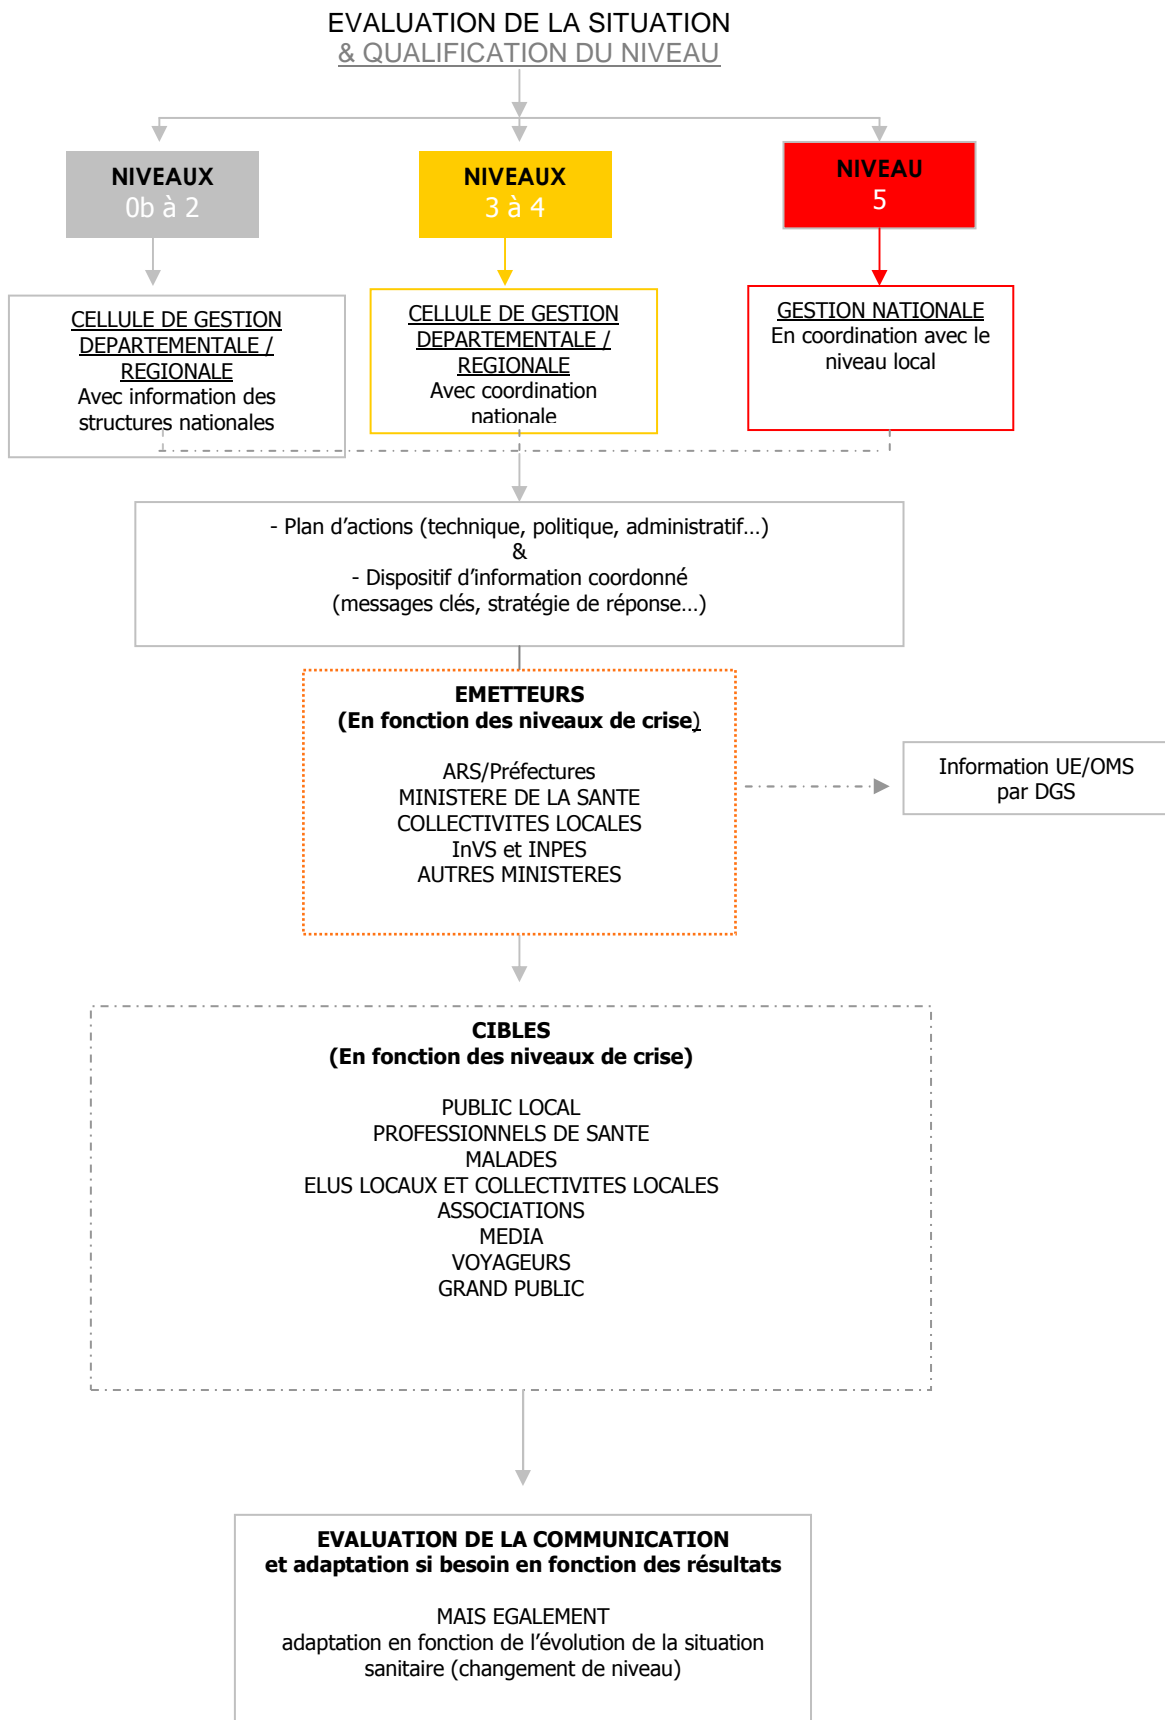 EVALUATION DE LA SITUATION
& QUALIFICATION DU NIVEAU
NIVEAUX
0b à 2
NIVEAUX
3 à 4
NIVEAU
5
CELLULE DE GESTION
DEPARTEMENTALE /
REGIONALE
Avec information des
structures nationales
CELLULE DE GESTION
DEPARTEMENTALE /
REGIONALE
Avec coordination
nationale
GESTION NATIONALE
En coordination avec le
niveau local
- Plan d’actions (technique, politique, administratif…)
&
- Dispositif d’information coordonné
(messages clés, stratégie de réponse…)
EMETTEURS
(En fonction des niveaux de crise)
ARS/Préfectures
MINISTERE DE LA SANTE
COLLECTIVITES LOCALES
InVS et INPES
AUTRES MINISTERES
Information UE/OMS
par DGS
CIBLES
(En fonction des niveaux de crise)
PUBLIC LOCAL
PROFESSIONNELS DE SANTE
MALADES
ELUS LOCAUX ET COLLECTIVITES LOCALES
ASSOCIATIONS
MEDIA
VOYAGEURS
GRAND PUBLIC
EVALUATION DE LA COMMUNICATION
et adaptation si besoin en fonction des résultats
MAIS EGALEMENT
adaptation en fonction de l’évolution de la situation
sanitaire (changement de niveau)